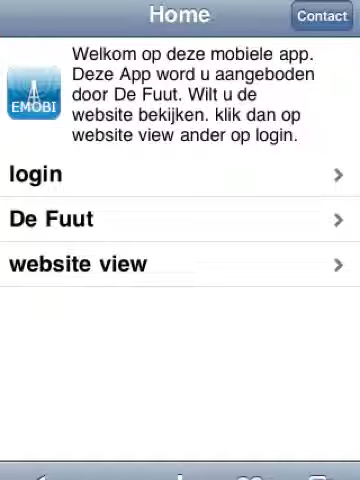 Home
Contact
Welkom op deze mobiele app.
Deze App word u aangeboden
door De Fuut. Wilt u de
website bekijken. klik dan op
website view ander op login.
EMOBI
login
De Fuut
website view